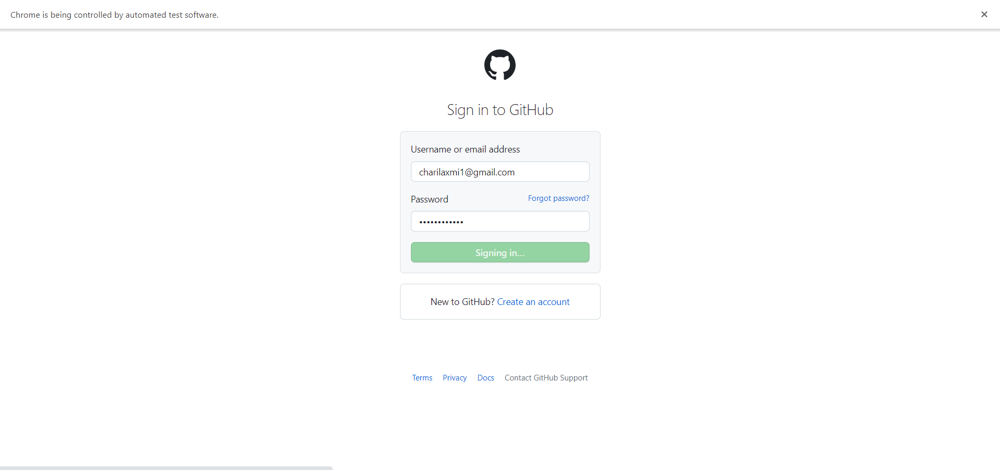 Chrome is being controlled by automated test software.
Sign in to GitHub
Username or email address
charilaxmi1@gmail.com
Password Forgot password?
••••••••••••
Signing in...
New to GitHub? Create an account
Terms Privacy Docs Contact GitHub Support